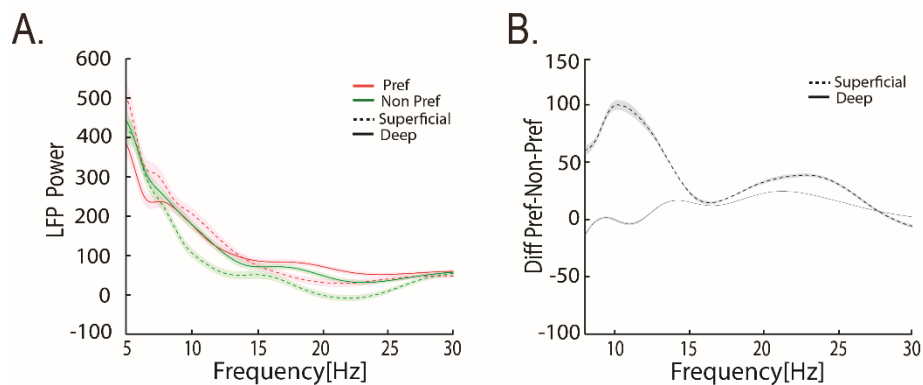 A.
600
500
400
300
200
100
0
-100
LFP Power
Pref
Non Pref
Superficial
Deep
5
10
15
20
25
30
Frequency[Hz]
B.
150
100
50
0
-50
-100
Diff Pref-Non-Pref
Superficial
Deep
10
15
20
25
30
Frequency[Hz]